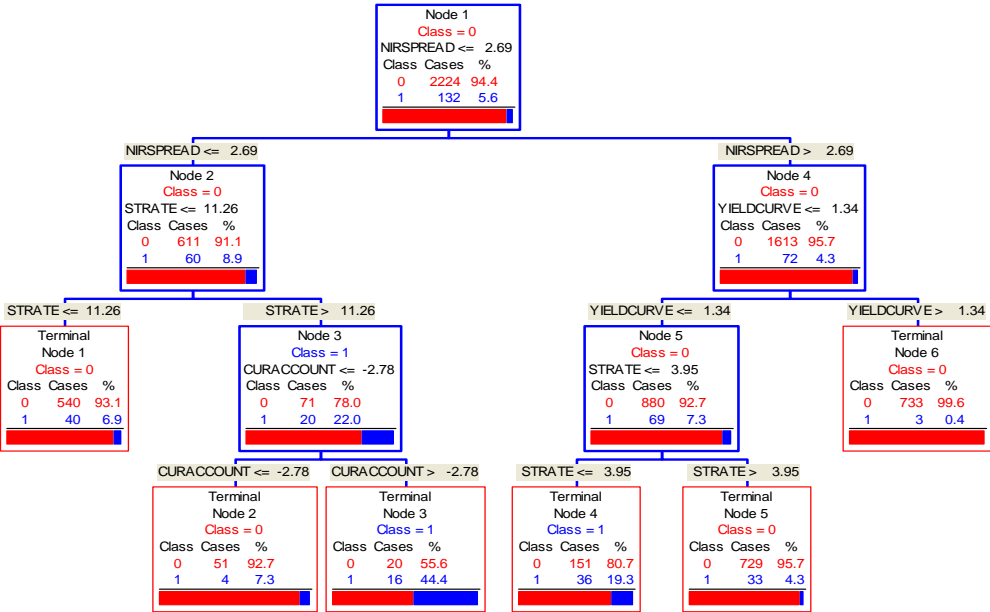 Node 1
Class = 0
NIRSPREAD <= 2.69
Class Cases %
0 2224 94.4
1 132 5.6
NIRSPREAD <= 2.69
NIRSPREAD > 2.69
Node 2
Class = 0
STRATE <= 11.26
Class Cases %
0 611 91.1
1 60 8.9
Node 4
Class = 0
YIELDCURVE <= 1.34
Class Cases %
0 1613 95.7
1 72 4.3
STRATE <= 11.26
STRATE > 11.26
YIELDCURVE <= 1.34
YIELDCURVE > 1.34
Terminal
Node 1
Class = 0
Class Cases %
0 540 93.1
1 40 6.9
Node 3
Class = 1
CURACCOUNT <= -2.78
Class Cases %
0 71 78.0
1 20 22.0
Node 5
Class = 0
STRATE <= 3.95
Class Cases %
0 880 92.7
1 69 7.3
Terminal
Node 6
Class = 0
Class Cases %
0 733 99.6
1 3 0.4
CURACCOUNT <= -2.78
CURACCOUNT > -2.78
STRATE <= 3.95
STRATE > 3.95
Terminal
Node 2
Class = 0
Class Cases %
0 51 92.7
1 4 7.3
Terminal
Node 3
Class = 1
Class Cases %
0 20 55.6
1 16 44.4
Terminal
Node 4
Class = 1
Class Cases %
0 151 80.7
1 36 19.3
Terminal
Node 5
Class = 0
Class Cases %
0 729 95.7
1 33 4.3